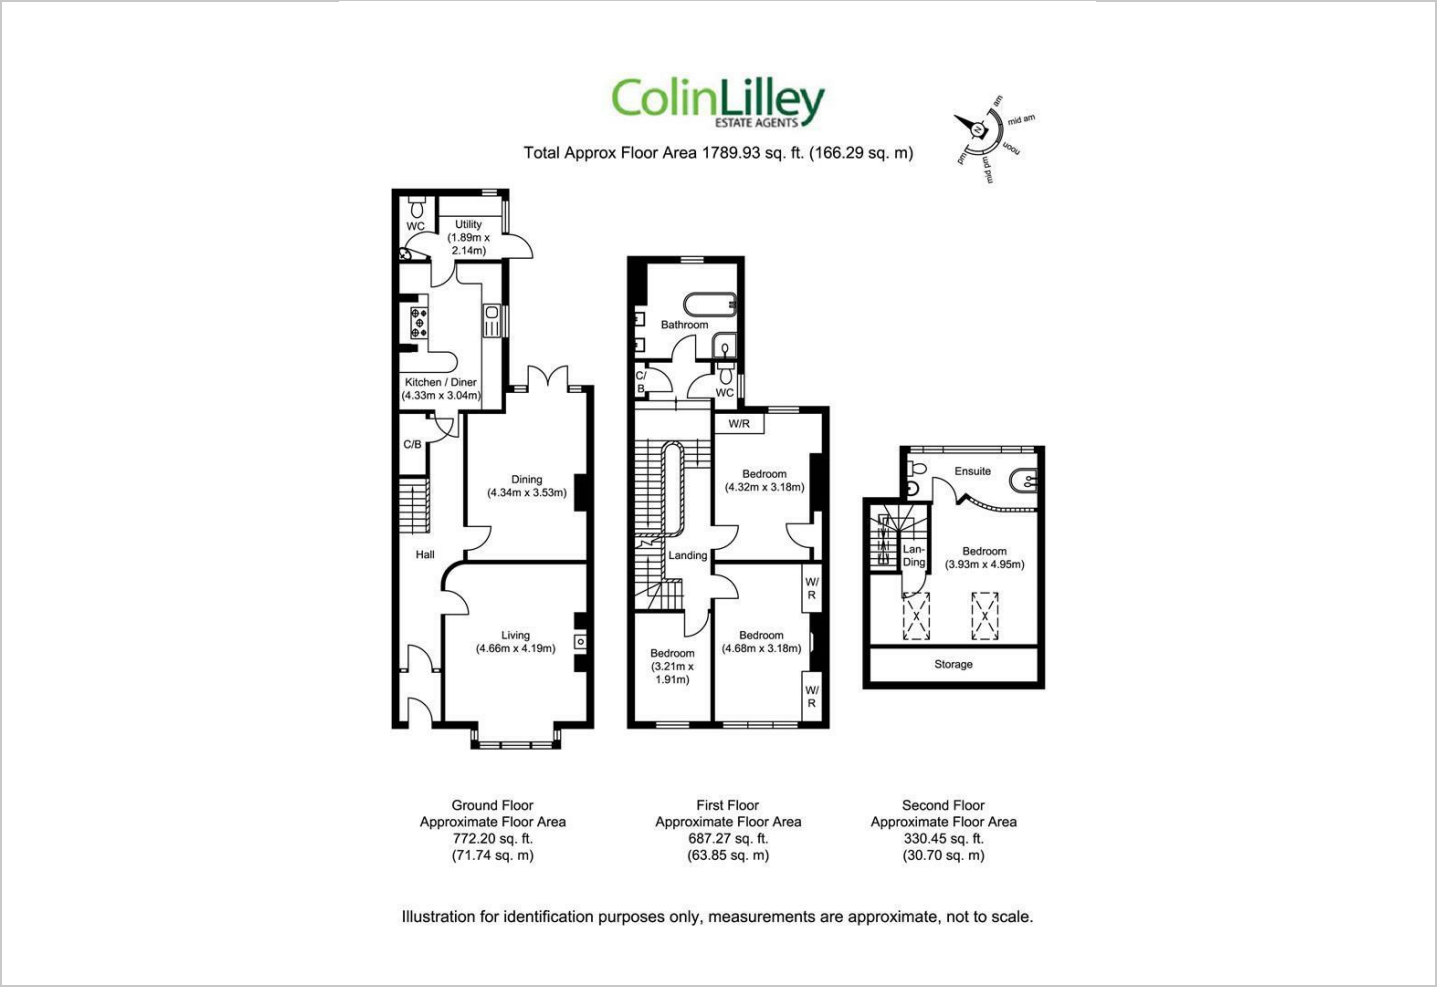 ColinLilley
ESTATE AGENTS
Total Approx Floor Area 1789.93 sq. ft. (166.29 sq. m)
N
am
mid am
noon
mid pm
pm
WC
Utility
(1.89m x
2.14m)
Kitchen / Diner
(4.33m x 3.04m)
C/B
Dining
(4.34m x 3.53m)
Hall
Living
(4.66m x 4.19m)
Bathroom
C/
B
WC
W/R
Bedroom
(4.32m x 3.18m)
Landing
W/
R
Bedroom
(4.68m x 3.18m)
Bedroom
(3.21m x
1.91m)
W/
R
Ensuite
Lan-
Ding
Bedroom
(3.93m x 4.95m)
Storage
Ground Floor
Approximate Floor Area
772.20 sq. ft.
(71.74 sq. m)
First Floor
Approximate Floor Area
687.27 sq. ft.
(63.85 sq. m)
Second Floor
Approximate Floor Area
330.45 sq. ft.
(30.70 sq. m)
Illustration for identification purposes only, measurements are approximate, not to scale.